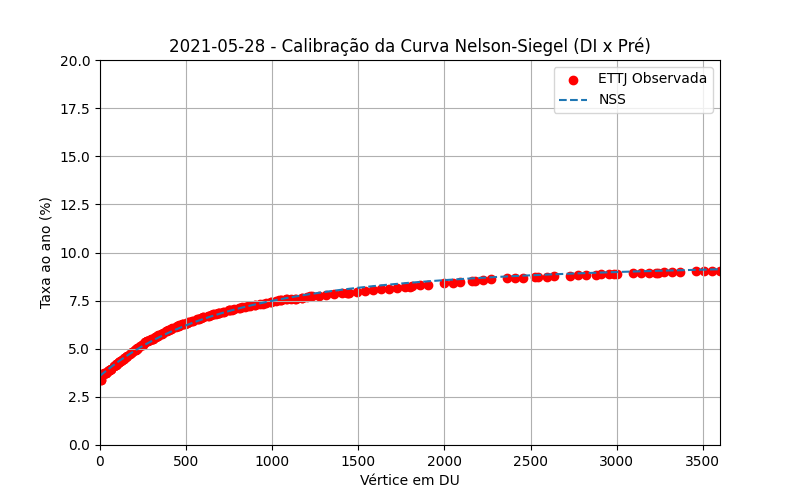 2021-05-28 - Calibração da Curva Nelson-Siegel (DI x Pré)
ETTJ Observada
NSS
Taxa ao ano (%)
20.0
17.5
15.0
12.5
10.0
7.5
5.0
2.5
0.0
0 500 1000 1500 2000 2500 3000 3500
Vértice em DU